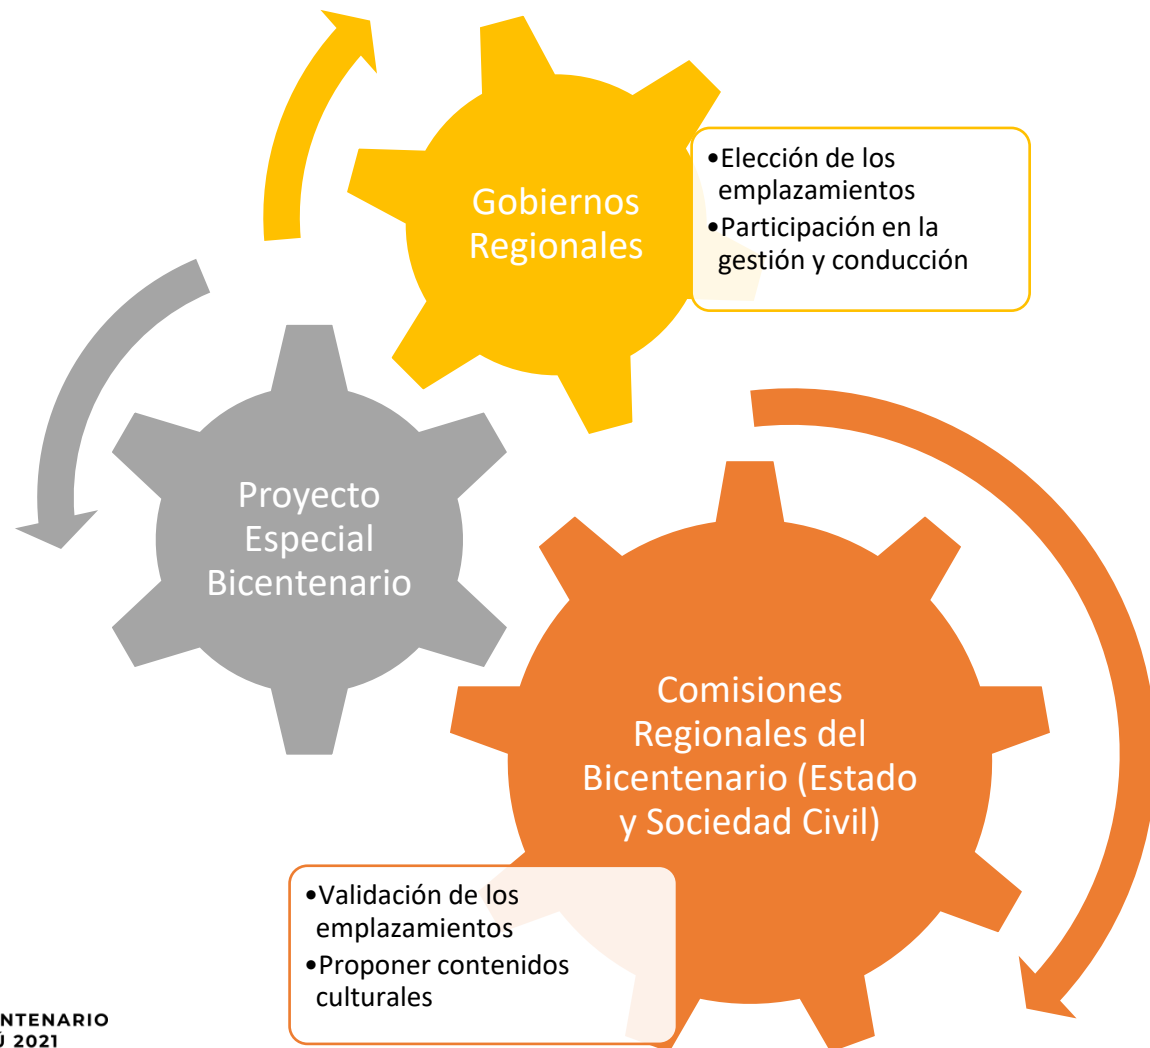 Gobiernos
Regionales
•Elección de los
emplazamientos
•Participación en la
gestión y conducción
Proyecto
Especial
Bicentenario
Comisiones
Regionales del
Bicentenario (Estado
y Sociedad Civil)
•Validación de los
emplazamientos
•Proponer contenidos
culturales
NTENARIO
Ú 2021